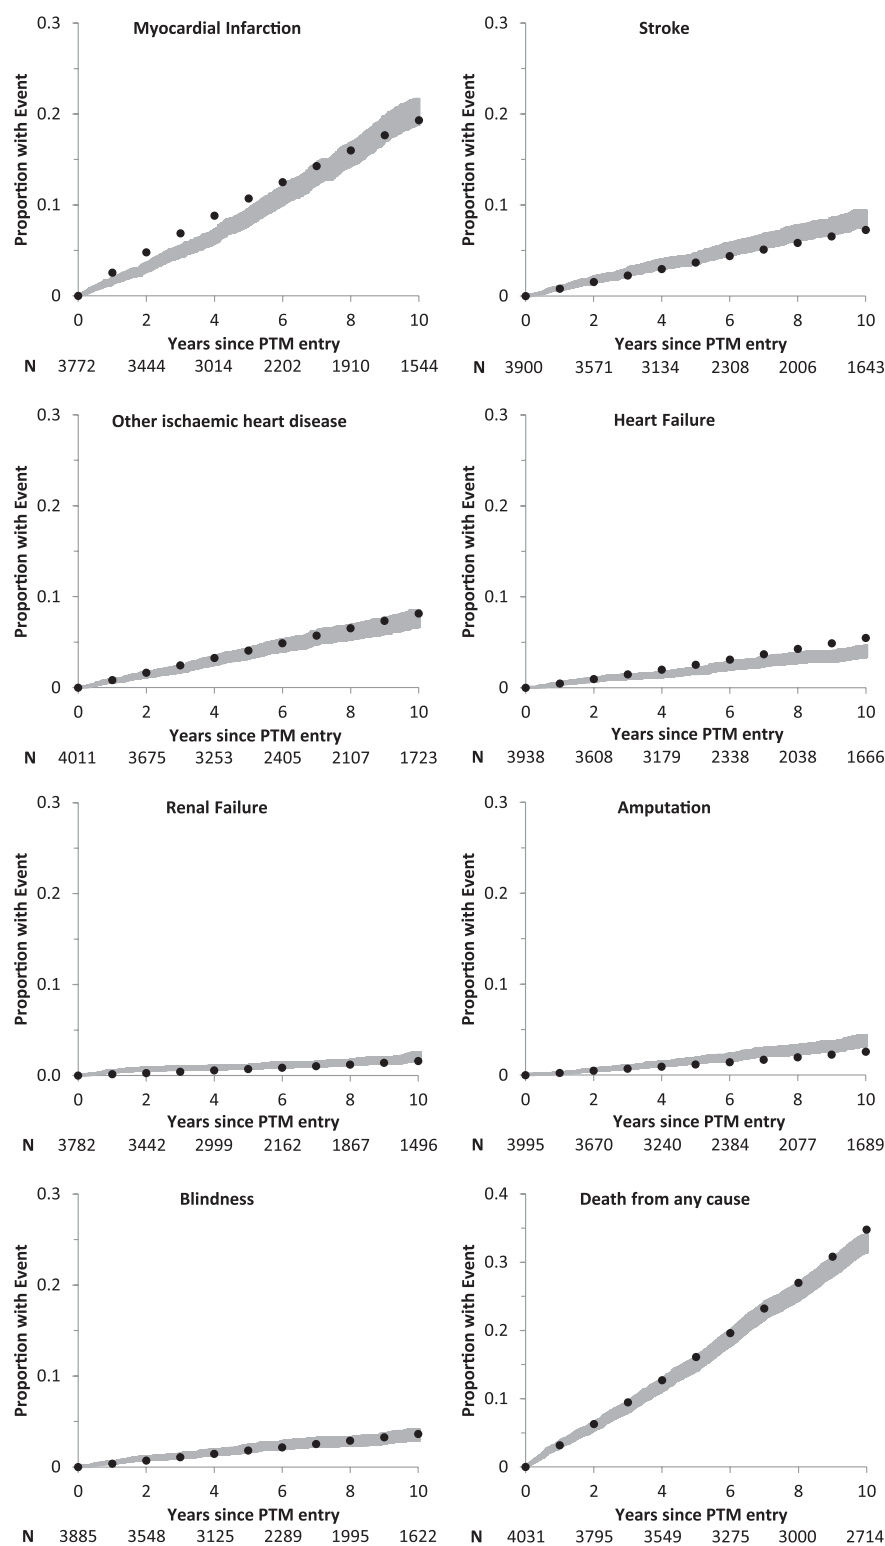 Myocardial Infarction
Proportion with Event
0.3
0.2
0.1
0
0 2 4 6 8 10
Years since PTM entry
N 3772 3444 3014 2202 1910 1544
Stroke
Proportion with Event
0.3
0.2
0.1
0
0 2 4 6 8 10
Years since PTM entry
N 3900 3571 3134 2308 2006 1643
Other ischaemic heart disease
Proportion with Event
0.3
0.2
0.1
0
0 2 4 6 8 10
Years since PTM entry
N 4011 3675 3253 2405 2107 1723
Heart Failure
Proportion with Event
0.3
0.2
0.1
0
0 2 4 6 8 10
Years since PTM entry
N 3938 3608 3179 2338 2038 1666
Renal Failure
Proportion with Event
0.3
0.2
0.1
0.0
0 2 4 6 8 10
Years since PTM entry
N 3782 3442 2999 2162 1867 1496
Amputation
Proportion with Event
0.3
0.2
0.1
0
0 2 4 6 8 10
Years since PTM entry
N 3995 3670 3240 2384 2077 1689
Blindness
Proportion with Event
0.3
0.2
0.1
0
0 2 4 6 8 10
Years since PTM entry
N 3885 3548 3125 2289 1995 1622
Death from any cause
Proportion with Event
0.4
0.3
0.2
0.1
0
0 2 4 6 8 10
Years since PTM entry
N 4031 3795 3549 3275 3000 2714